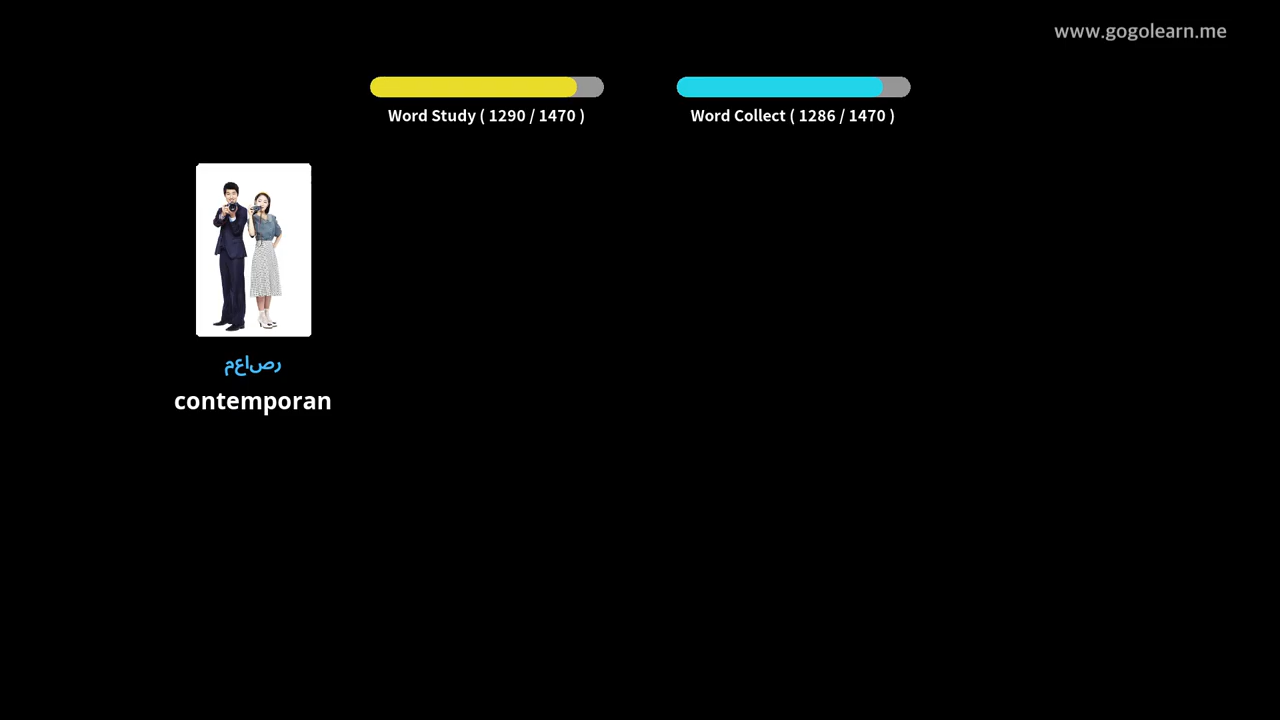 www.gogolearn.me
Word Study ( 1290 / 1470 )
Word Collect ( 1286 / 1470 )
معاصر
contemporan